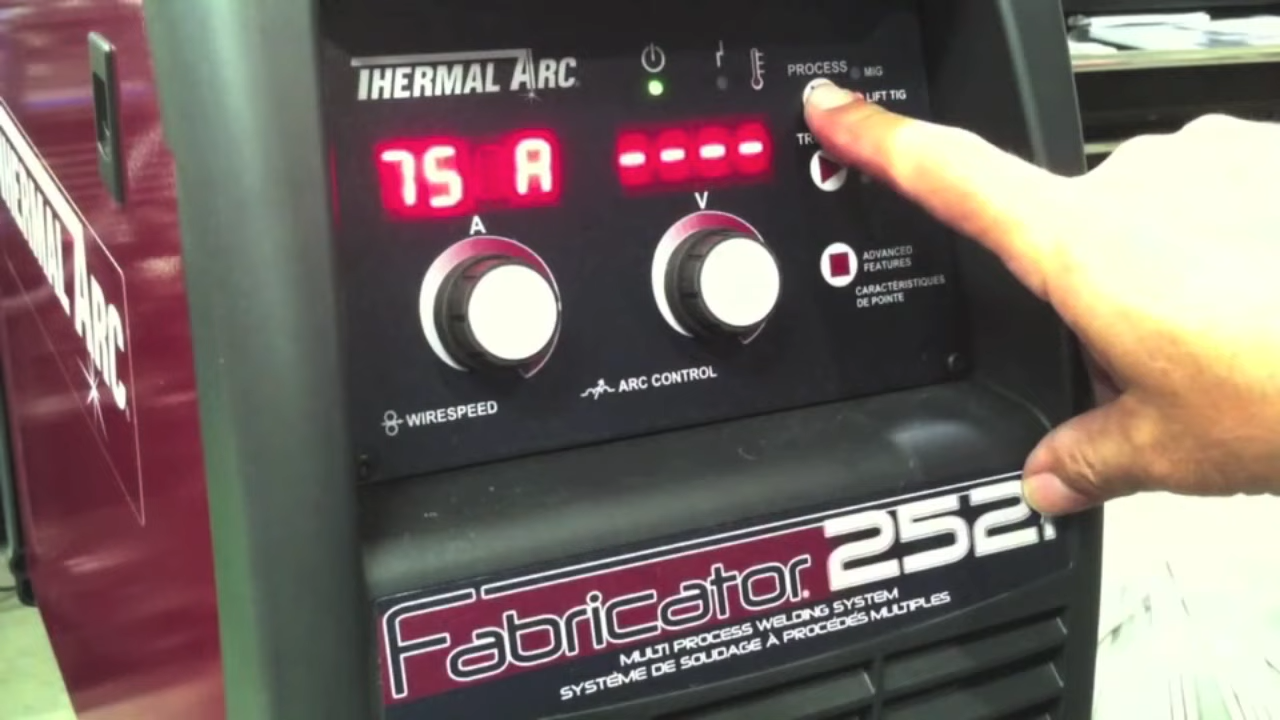 THERMAL ARC
PROCESS
MIG
LIFT TIG
TR
75 A
----
A
V
ADVANCED
FEATURES
CARACTÉRISTIQUES
DE POINTE
ARC CONTROL
WIRESPEED
THERMAL ARC
Fabricator 252i
MULTI PROCESS WELDING SYSTEM
SYSTÈME DE SOUDAGE À PROCÉDÉS MULTIPLES